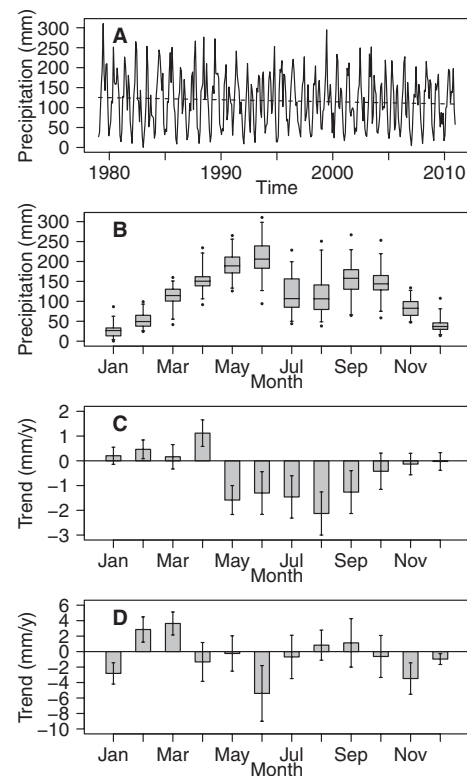 A
Precipitation (mm)
300
250
200
150
100
50
0
1980 1990 2000 2010
Time
B
Precipitation (mm)
300
250
200
150
100
50
0
Jan Mar May Jul Sep Nov
Month
C
Trend (mm/y)
2
1
0
−1
−2
−3
Jan Mar May Jul Sep Nov
Month
D
Trend (mm/y)
6
4
2
0
−2
−4
−6
−8
−10
Jan Mar May Jul Sep Nov
Month